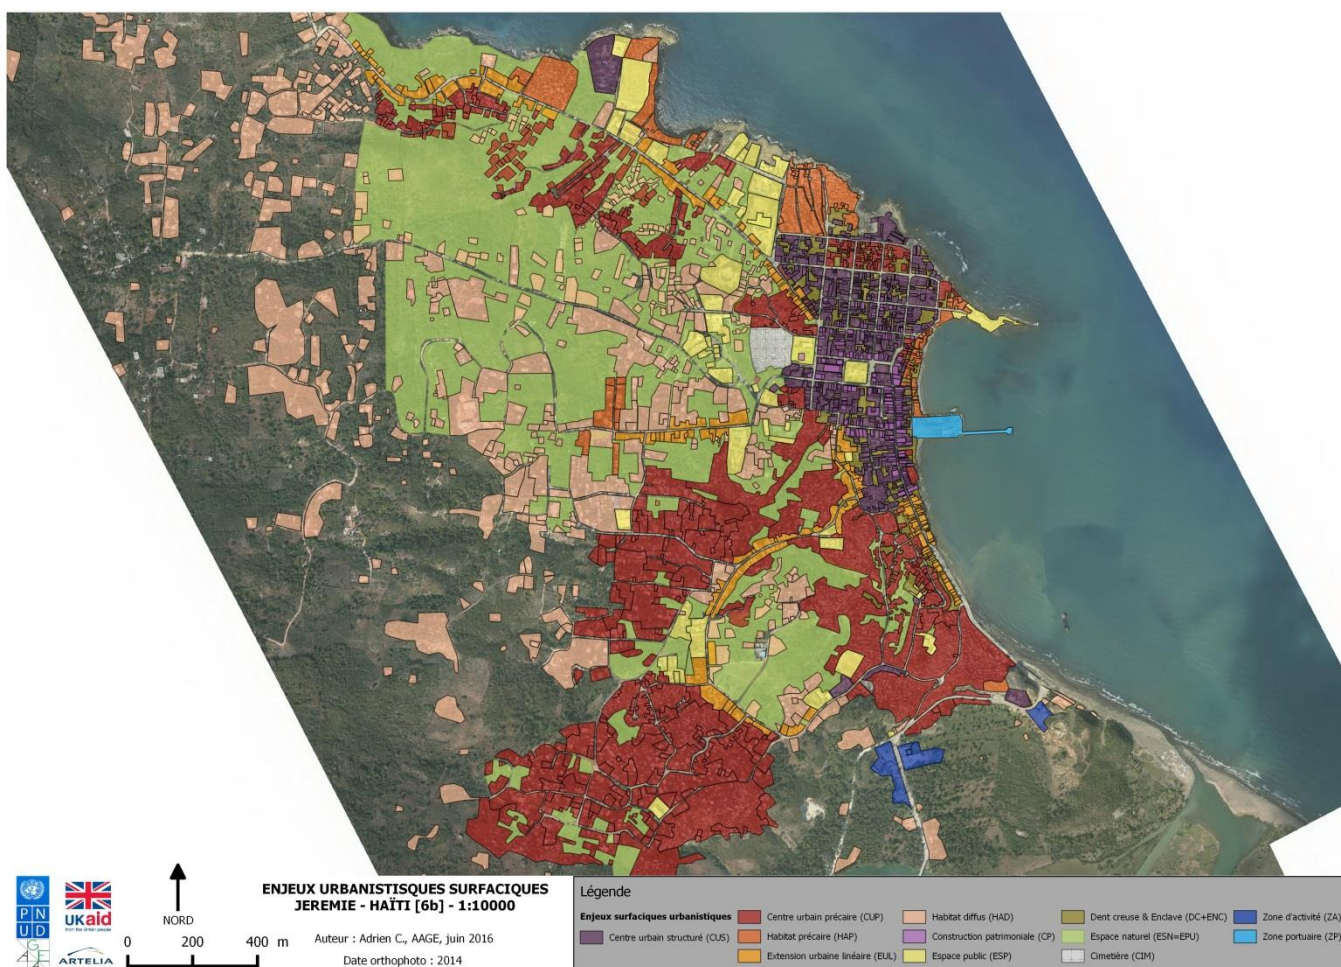 ENJEUX URBANISTISQUES SURFACIQUES
JEREMIE - HAÏTI [6b] - 1:10000
Auteur : Adrien C., AAGE, juin 2016
Date orthophoto : 2014
NORD
0 200 400 m
P N
U D
UKaid
from the British people
ARTELIA
Légende
Enjeux surfaciques urbanistiques
Centre urbain structuré (CUS)
Centre urbain précaire (CUP)
Habitat précaire (HAP)
Extension urbaine linéaire (EUL)
Habitat diffus (HAD)
Construction patrimoniale (CP)
Espace public (ESP)
Dent creuse & Enclave (DC+ENC)
Espace naturel (ESN=EPU)
Cimetière (CIM)
Zone d'activité (ZA)
Zone portuaire (ZP)